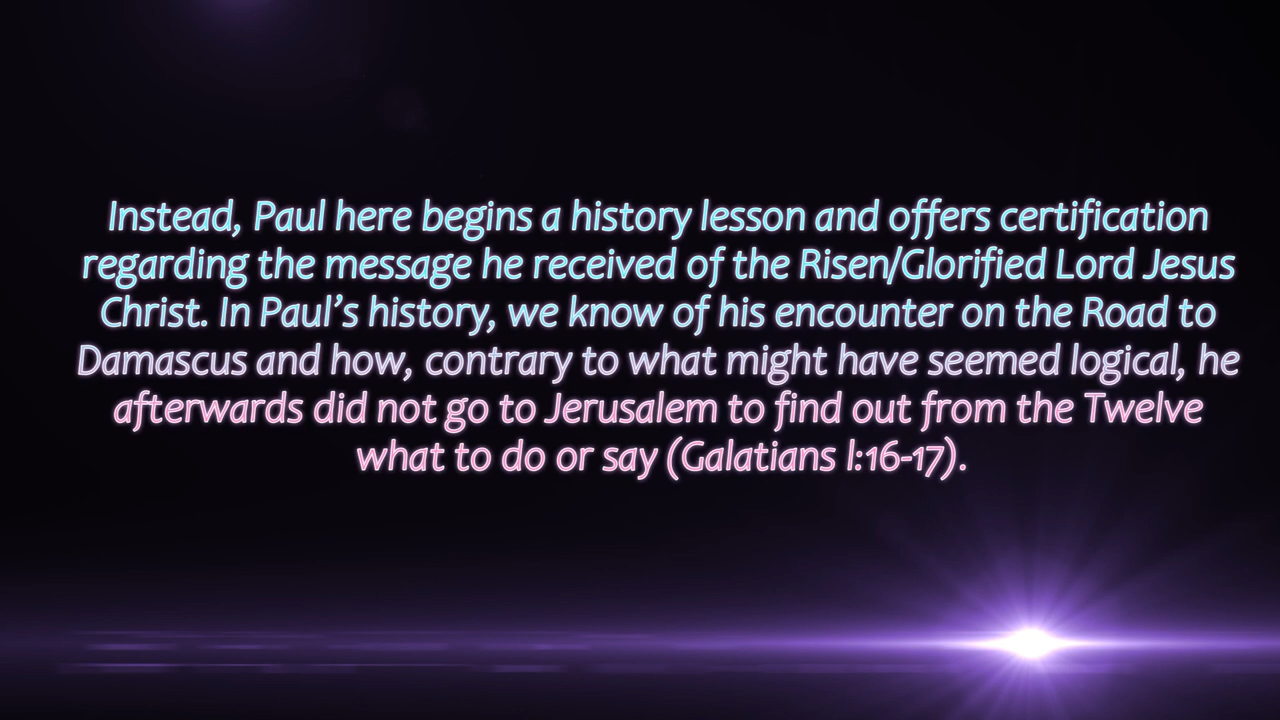 Instead, Paul here begins a history lesson and offers certification
regarding the message he received of the Risen/Glorified Lord Jesus
Christ. In Paul’s history, we know of his encounter on the Road to
Damascus and how, contrary to what might have seemed logical, he
afterwards did not go to Jerusalem to find out from the Twelve
what to do or say (Galatians 1:16-17).